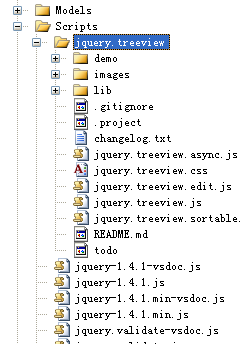 Models
Scripts
jquery.treeview
demo
images
lib
.gitignore
.project
changelog.txt
jquery.treeview.async.js
jquery.treeview.css
jquery.treeview.edit.js
jquery.treeview.js
jquery.treeview.sortable.
README.md
todo
jquery-1.4.1-vsdoc.js
jquery-1.4.1.js
jquery-1.4.1.min-vsdoc.js
jquery-1.4.1.min.js
jquery.validate-vsdoc.js